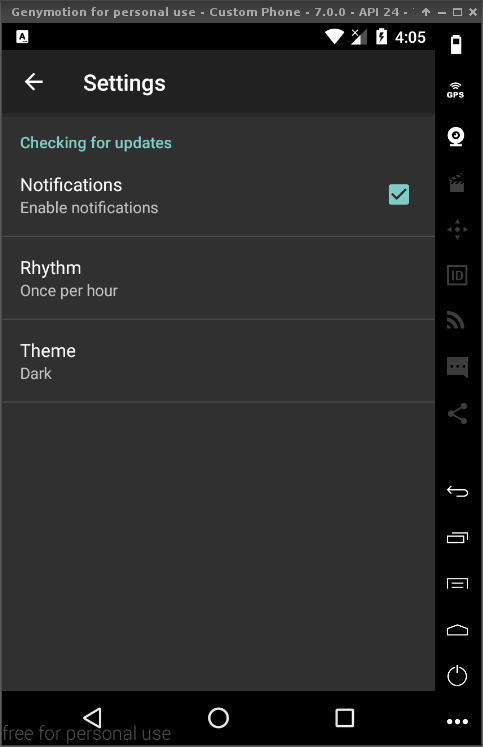 Genymotion for personal use - Custom Phone - 7.0.0 - API 24 -
A
4:05
GPS
Settings
Checking for updates
Notifications
Enable notifications
ID
Rhythm
Once per hour
Theme
Dark
free for personal use